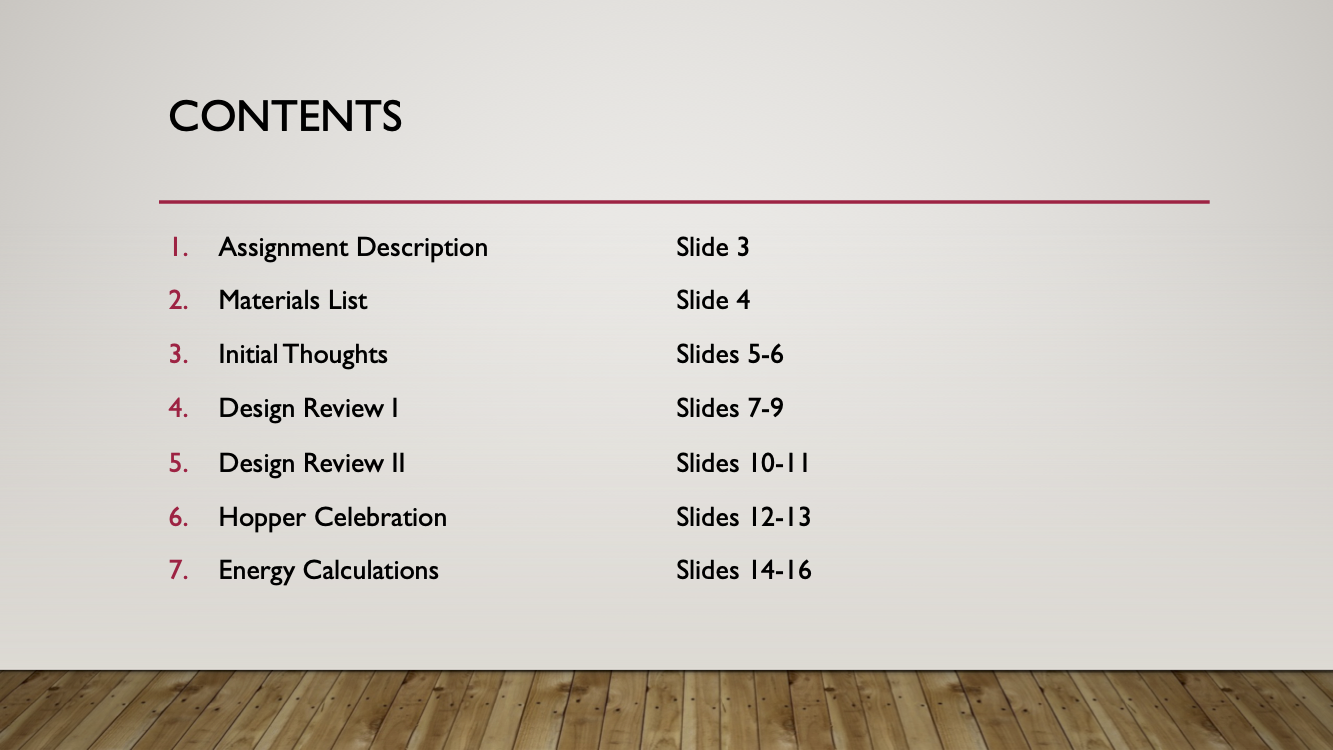 CONTENTS
1. Assignment Description Slide 3
2. Materials List Slide 4
3. Initial Thoughts Slides 5-6
4. Design Review I Slides 7-9
5. Design Review II Slides 10-11
6. Hopper Celebration Slides 12-13
7. Energy Calculations Slides 14-16